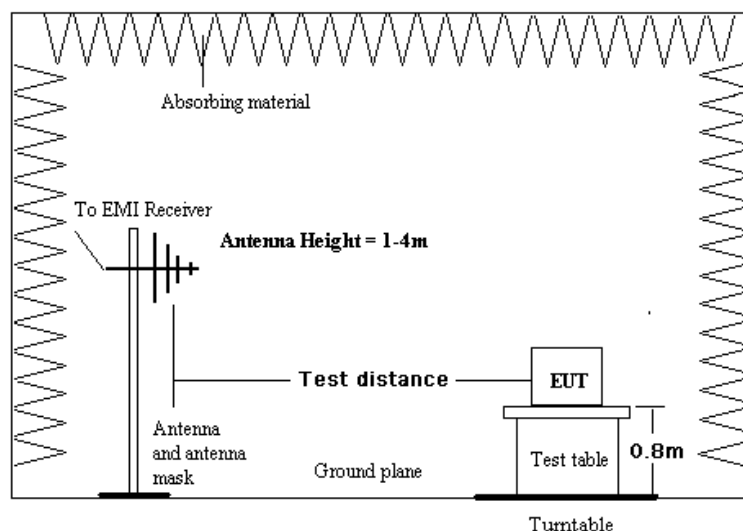 Absorbing material
To EMI Receiver
Antenna Height = 1-4m
Test distance
EUT
Antenna
and antenna
mask
Ground plane
Test table
0.8m
Turntable